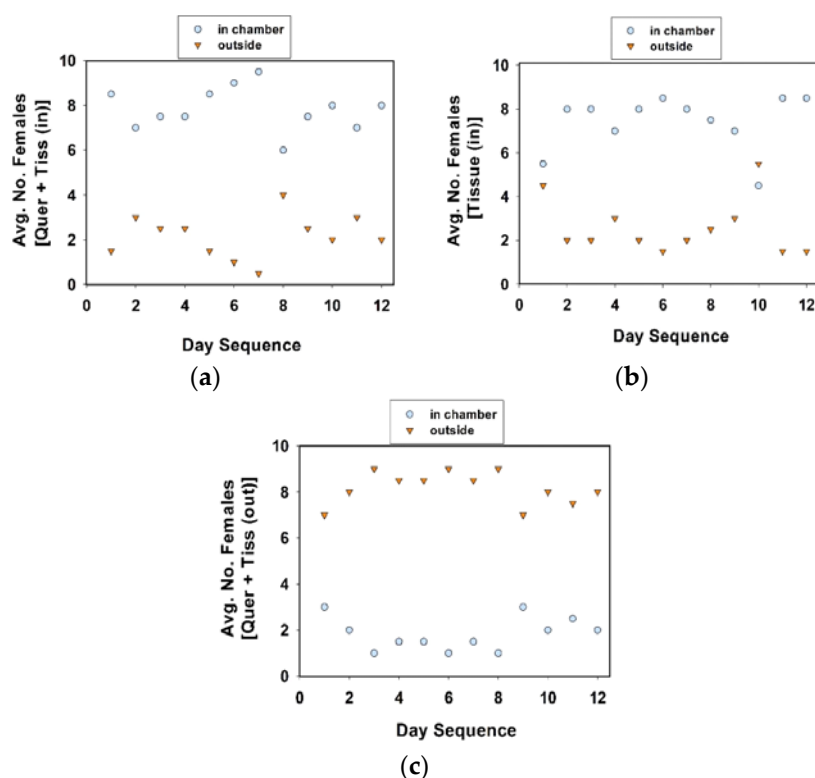 in chamber
outside
10
8
6
4
2
0
Avg. No. Females
[Quer + Tiss (in)]
0 2 4 6 8 10 12
Day Sequence
(a)
in chamber
outside
10
8
6
4
2
0
Avg. No. Females
[Tissue (in)]
0 2 4 6 8 10 12
Day Sequence
(b)
in chamber
outside
10
8
6
4
2
0
Avg. No. Females
[Quer + Tiss (out)]
0 2 4 6 8 10 12
Day Sequence
(c)